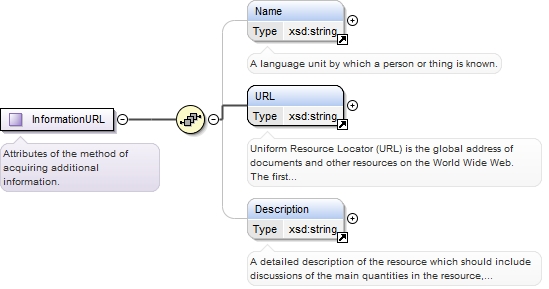 Name
Type xsd:string
A language unit by which a person or thing is known.
InformationURL
Attributes of the method of
acquiring additional
information.
URL
Type xsd:string
Uniform Resource Locator (URL) is the global address of
documents and other resources on the World Wide Web.
The first...
Description
Type xsd:string
A detailed description of the resource which should include
discussions of the main quantities in the resource,...